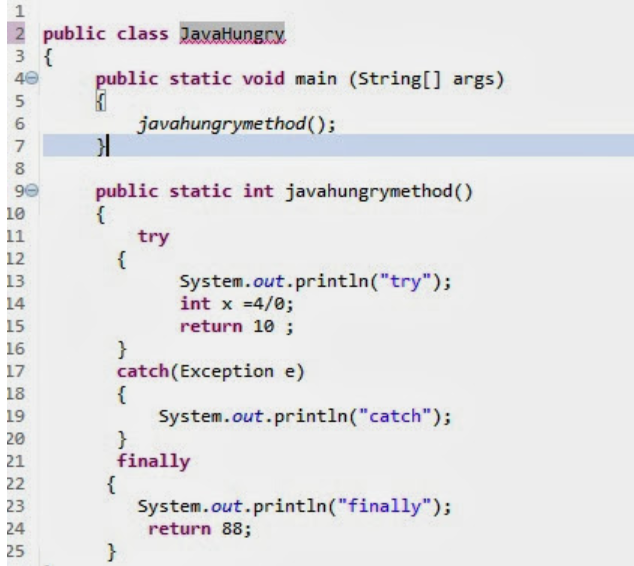 1
2 public class JavaHungry
3 {
4 public static void main (String[] args)
5 {
6 javahungrymethod();
7 }
8
9 public static int javahungrymethod()
10 {
11 try
12 {
13 System.out.println("try");
14 int x =4/0;
15 return 10 ;
16 }
17 catch(Exception e)
18 {
19 System.out.println("catch");
20 }
21 finally
22 {
23 System.out.println("finally");
24 return 88;
25 }